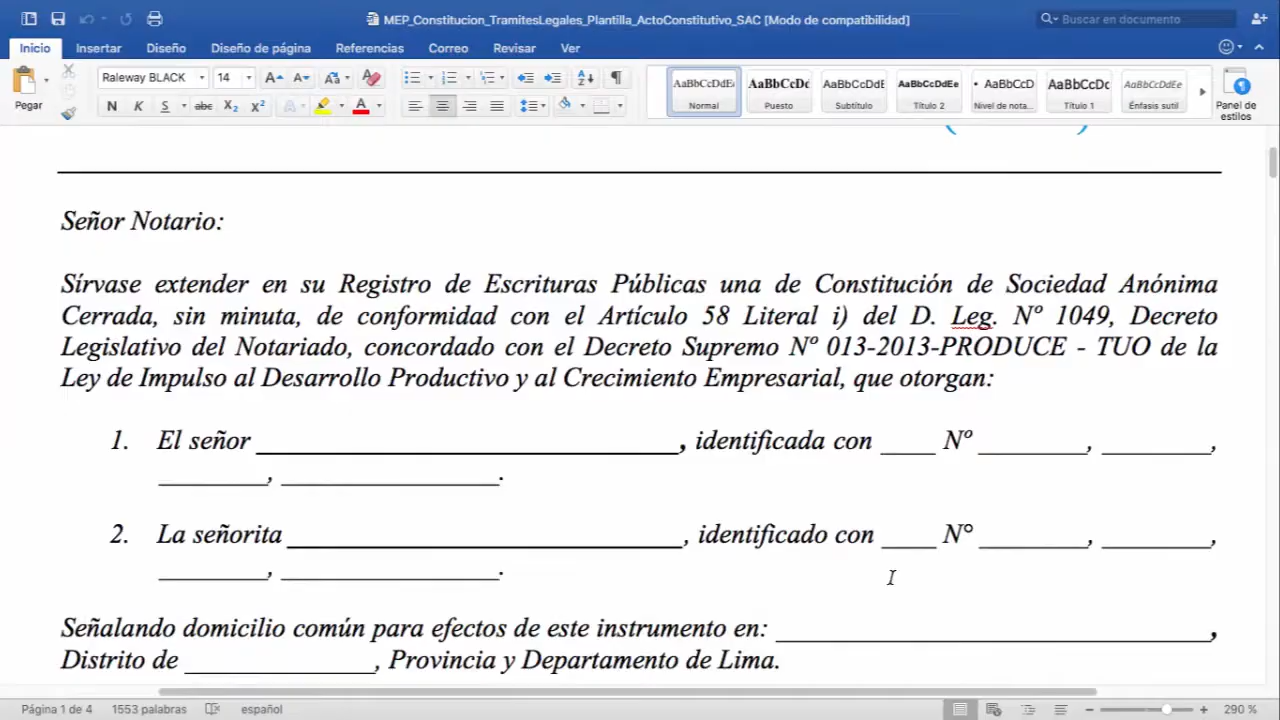 MEP_Constitucion_TramitesLegales_Plantilla_ActoConstitutivo_SAC [Modo de compatibilidad]
Buscar en documento
Inicio Insertar Diseño Diseño de página Referencias Correo Revisar Ver
Pegar
Raleway BLACK 14
N K S abc X₂ X²
AaBbCcDdEe Normal
AaBbCcDc Puesto
AaBbCcDdE Subtítulo
AaBbCcDdEe Título 2
AaBbCcD Nivel de nota...
AaBbCcDc Título 1
AaBbCcDdEe Énfasis sutil
Panel de estilos
Señor Notario:
Sírvase extender en su Registro de Escrituras Públicas una de Constitución de Sociedad Anónima
Cerrada, sin minuta, de conformidad con el Artículo 58 Literal i) del D. Leg. Nº 1049, Decreto
Legislativo del Notariado, concordado con el Decreto Supremo Nº 013-2013-PRODUCE - TUO de la
Ley de Impulso al Desarrollo Productivo y al Crecimiento Empresarial, que otorgan:
1. El señor _______________________________, identificada con ____ Nº ________, ________,
________, ________________.
2. La señorita _____________________________, identificado con ____ N° ________, ________,
________, ________________.
Señalando domicilio común para efectos de este instrumento en: ________________________________,
Distrito de ______________, Provincia y Departamento de Lima.
Página 1 de 4 1553 palabras español 290 %